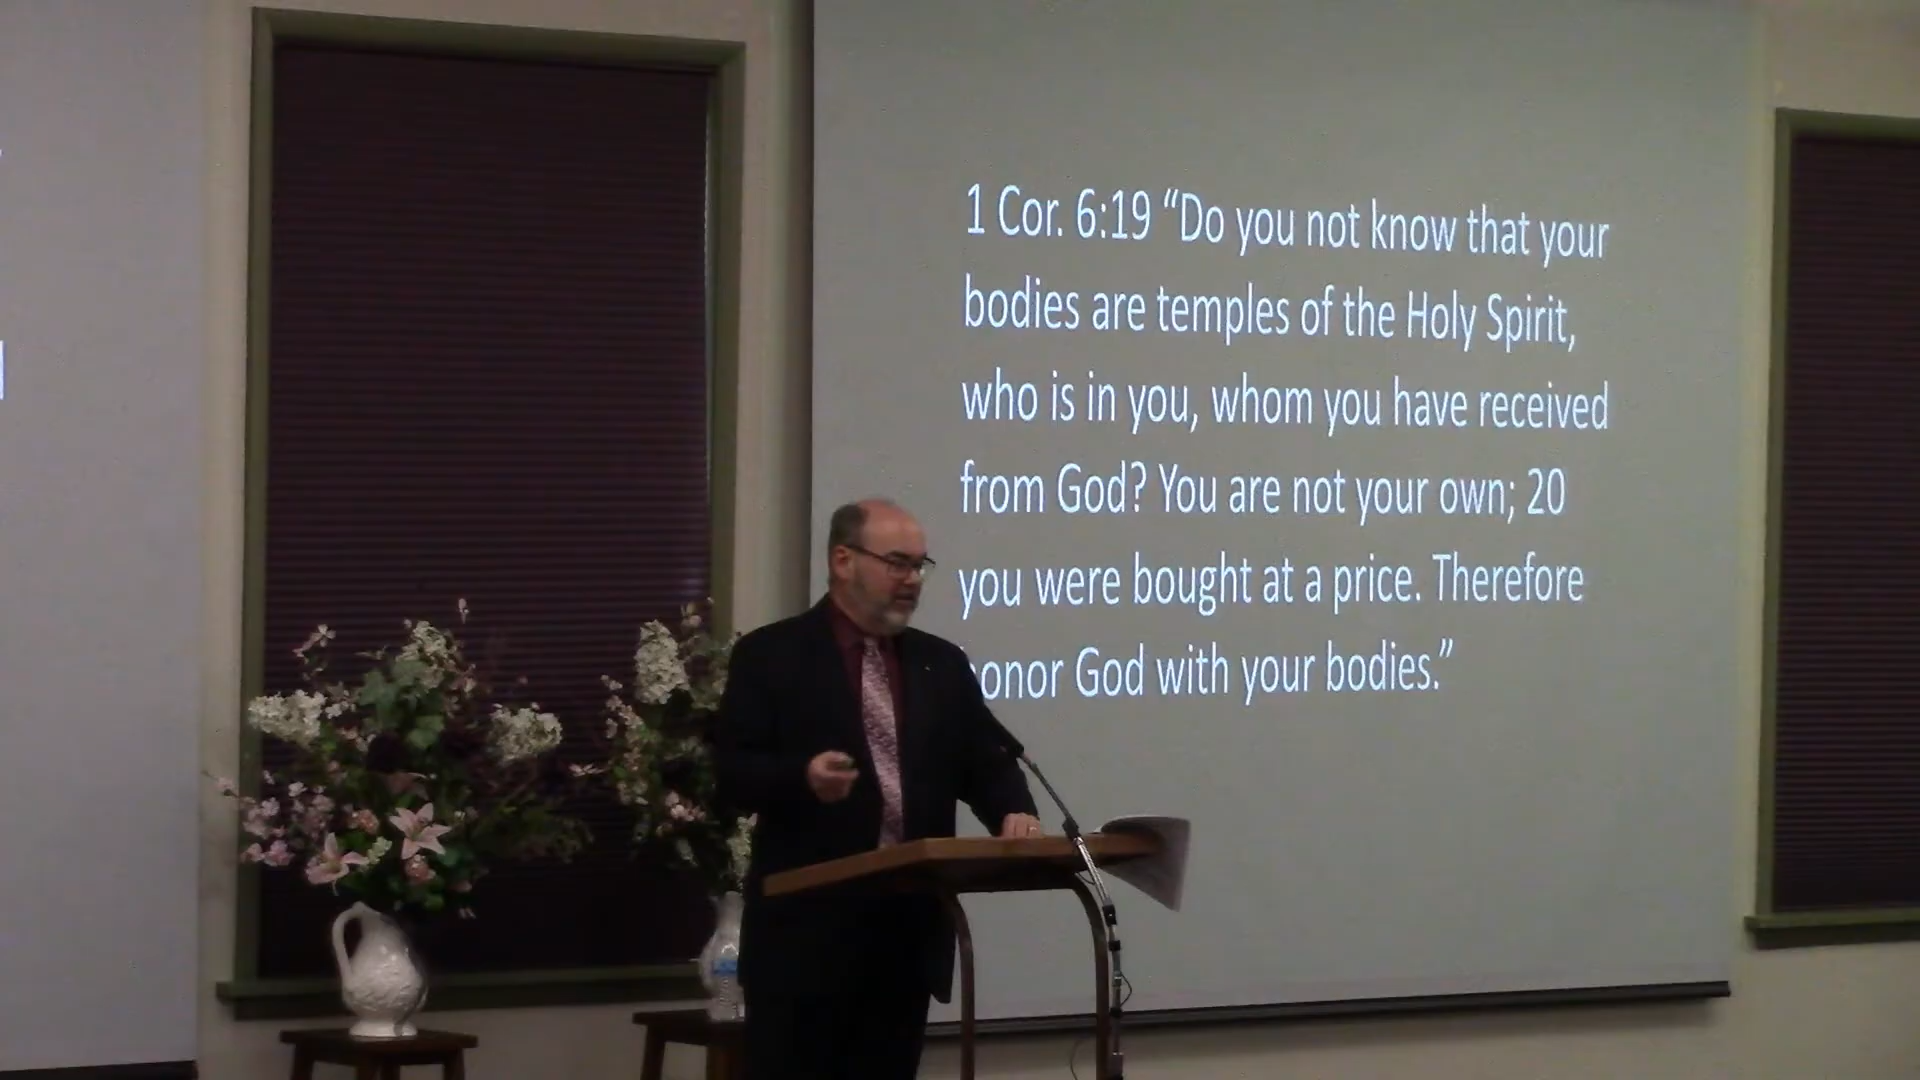 1 Cor. 6:19 “Do you not know that your
bodies are temples of the Holy Spirit,
who is in you, whom you have received
from God? You are not your own; 20
you were bought at a price. Therefore
God with your bodies.”